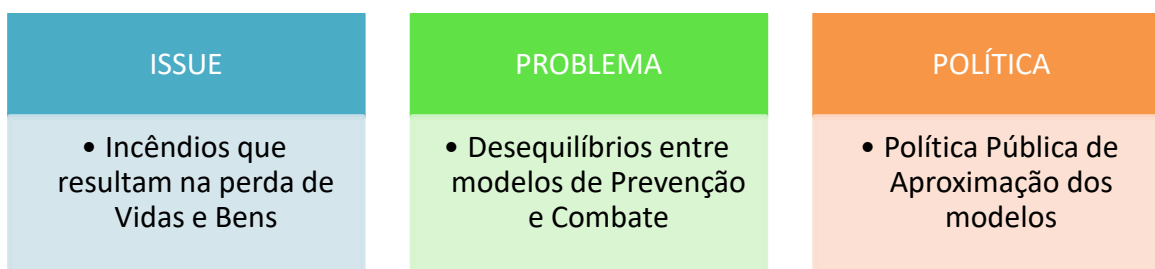 ISSUE
• Incêndios que
resultam na perda de
Vidas e Bens
PROBLEMA
• Desequilíbrios entre
modelos de Prevenção
e Combate
POLÍTICA
• Política Pública de
Aproximação dos
modelos